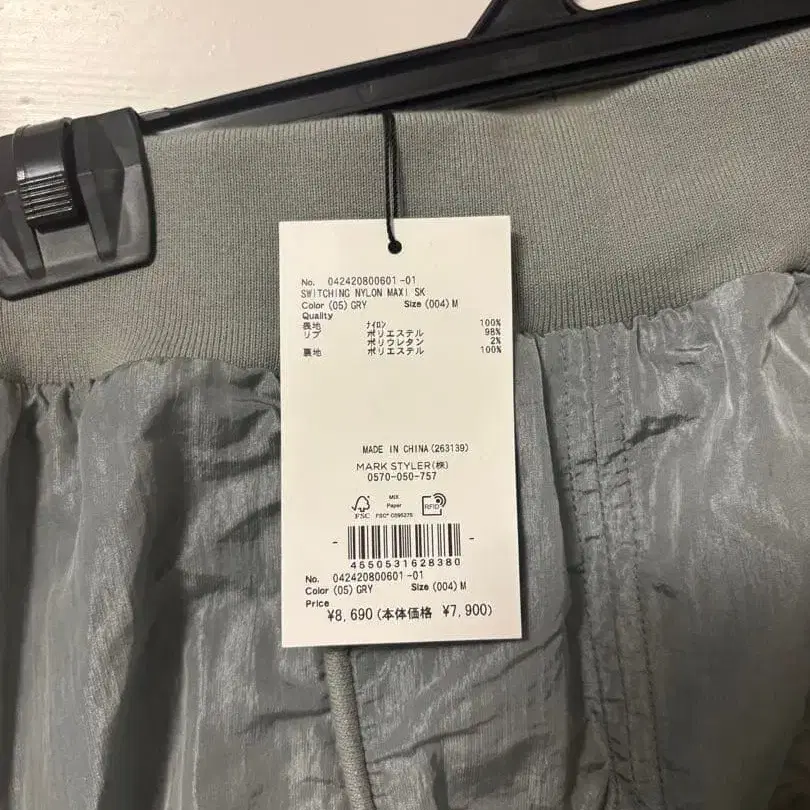 No. 042420800601-01
SWITCHING NYLON MAXI SK
Color (05) GRY Size (004) M
Quality
表地 ナイロン 100%
リブ ポリエステル 98%
ポリウレタン 2%
裏地 ポリエステル 100%
MADE IN CHINA (263139)
MARK STYLER(株)
0570-050-757
FSC
MIX
Paper
FSC® C095275
RFID
4550531628380
No. 042420800601-01
Color (05) GRY Size (004) M
Price
¥8,690 (本体価格 ¥7,900)